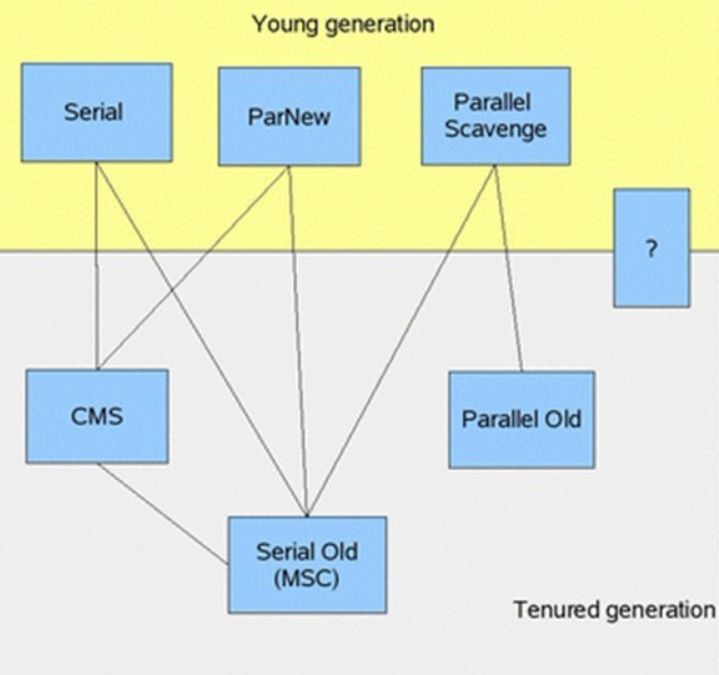 Young generation
Serial
ParNew
Parallel
Scavenge
?
CMS
Parallel Old
Serial Old
(MSC)
Tenured generation